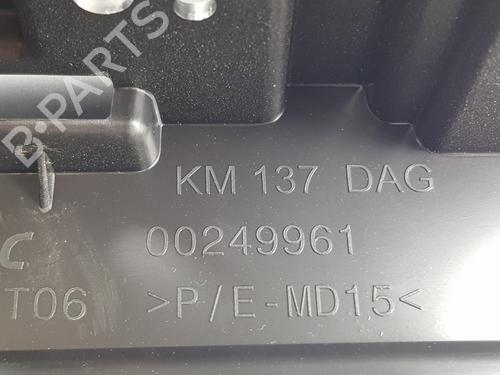 B-PARTS
KM 137 DAG
C 00249961
T06 >P/E-MD15<